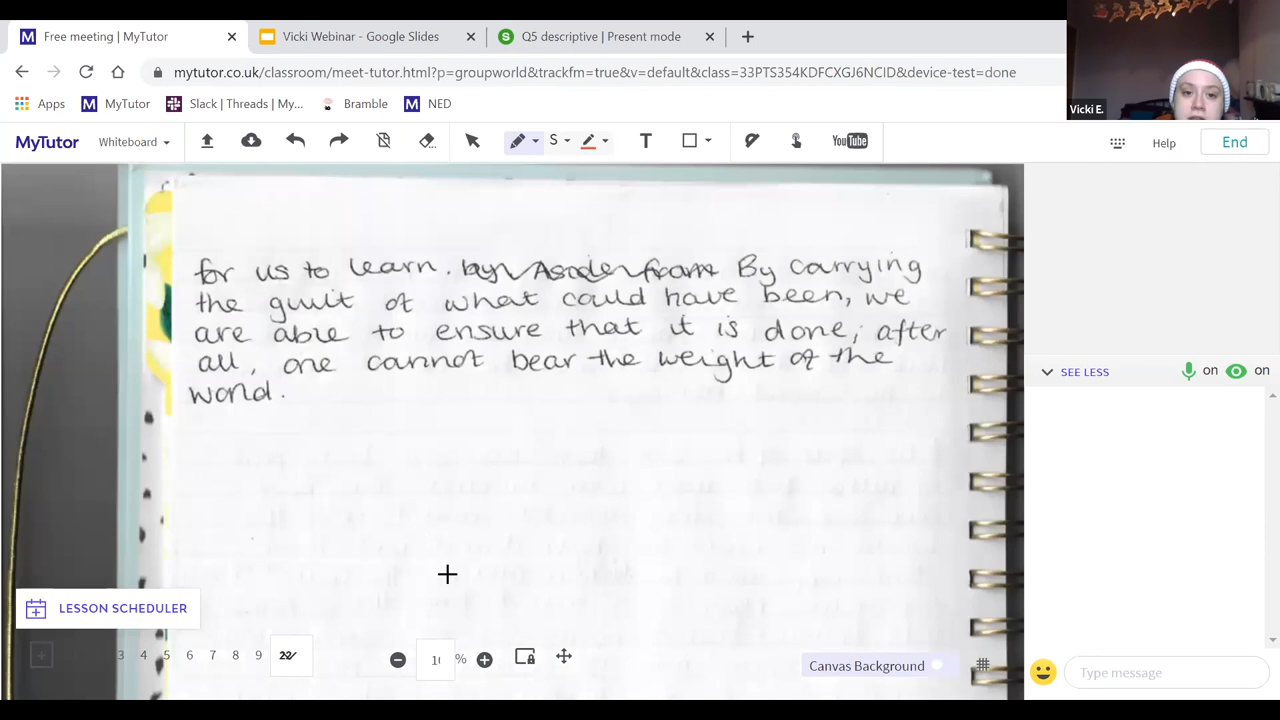 Free meeting | MyTutor
Vicki Webinar - Google Slides
Q5 descriptive | Present mode
mytutor.co.uk/classroom/meet-tutor.html?p=groupworld&trackfm=true&v=default&class=33PTS354KDFCXGJ6NCID&device-test=done
Apps MyTutor Slack | Threads | My... Bramble NED
Vicki E.
MyTutor Whiteboard S T YouTube Help End
for us to learn. By carrying
the guilt of what could have been, we
are able to ensure that it is done; after
all, one cannot bear the weight of the
world.
SEE LESS on on
LESSON SCHEDULER
3 4 5 6 7 8 9
%
Canvas Background
Type message